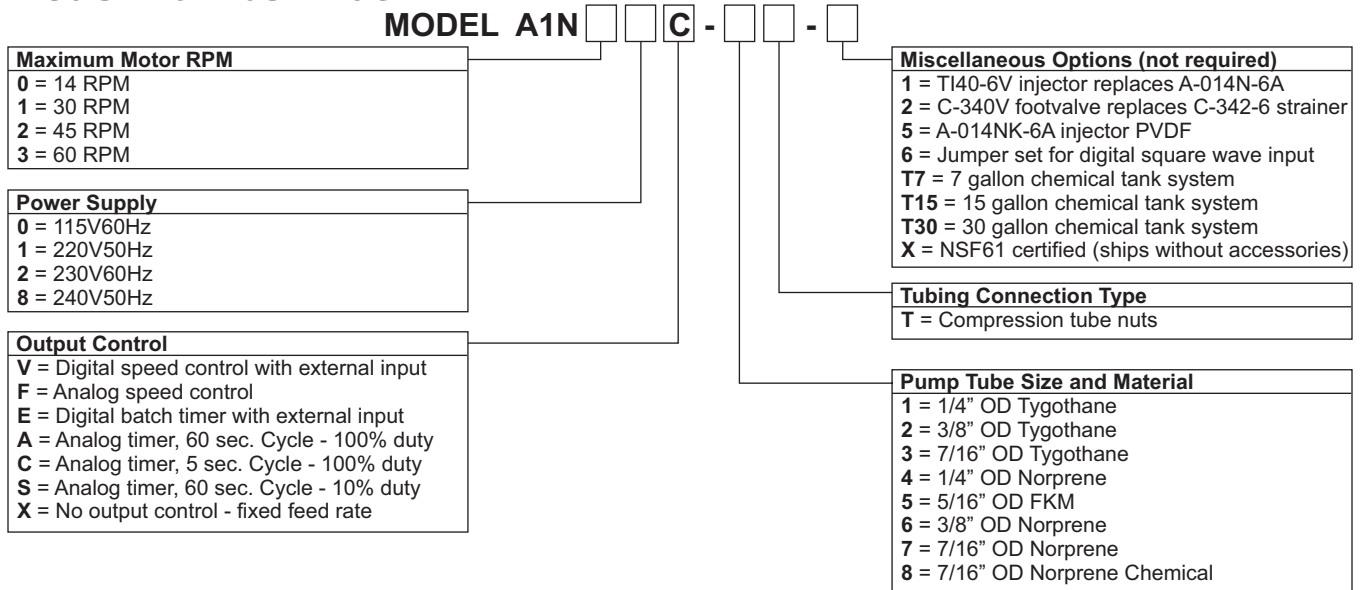 MODEL A1N C - -
Maximum Motor RPM
0 = 14 RPM
1 = 30 RPM
2 = 45 RPM
3 = 60 RPM
Power Supply
0 = 115V60Hz
1 = 220V50Hz
2 = 230V60Hz
8 = 240V50Hz
Output Control
V = Digital speed control with external input
F = Analog speed control
E = Digital batch timer with external input
A = Analog timer, 60 sec. Cycle - 100% duty
C = Analog timer, 5 sec. Cycle - 100% duty
S = Analog timer, 60 sec. Cycle - 10% duty
X = No output control - fixed feed rate
Miscellaneous Options (not required)
1 = TI40-6V injector replaces A-014N-6A
2 = C-340V footvalve replaces C-342-6 strainer
5 = A-014NK-6A injector PVDF
6 = Jumper set for digital square wave input
T7 = 7 gallon chemical tank system
T15 = 15 gallon chemical tank system
T30 = 30 gallon chemical tank system
X = NSF61 certified (ships without accessories)
Tubing Connection Type
T = Compression tube nuts
Pump Tube Size and Material
1 = 1/4” OD Tygothane
2 = 3/8” OD Tygothane
3 = 7/16” OD Tygothane
4 = 1/4” OD Norprene
5 = 5/16” OD FKM
6 = 3/8” OD Norprene
7 = 7/16” OD Norprene
8 = 7/16” OD Norprene Chemical